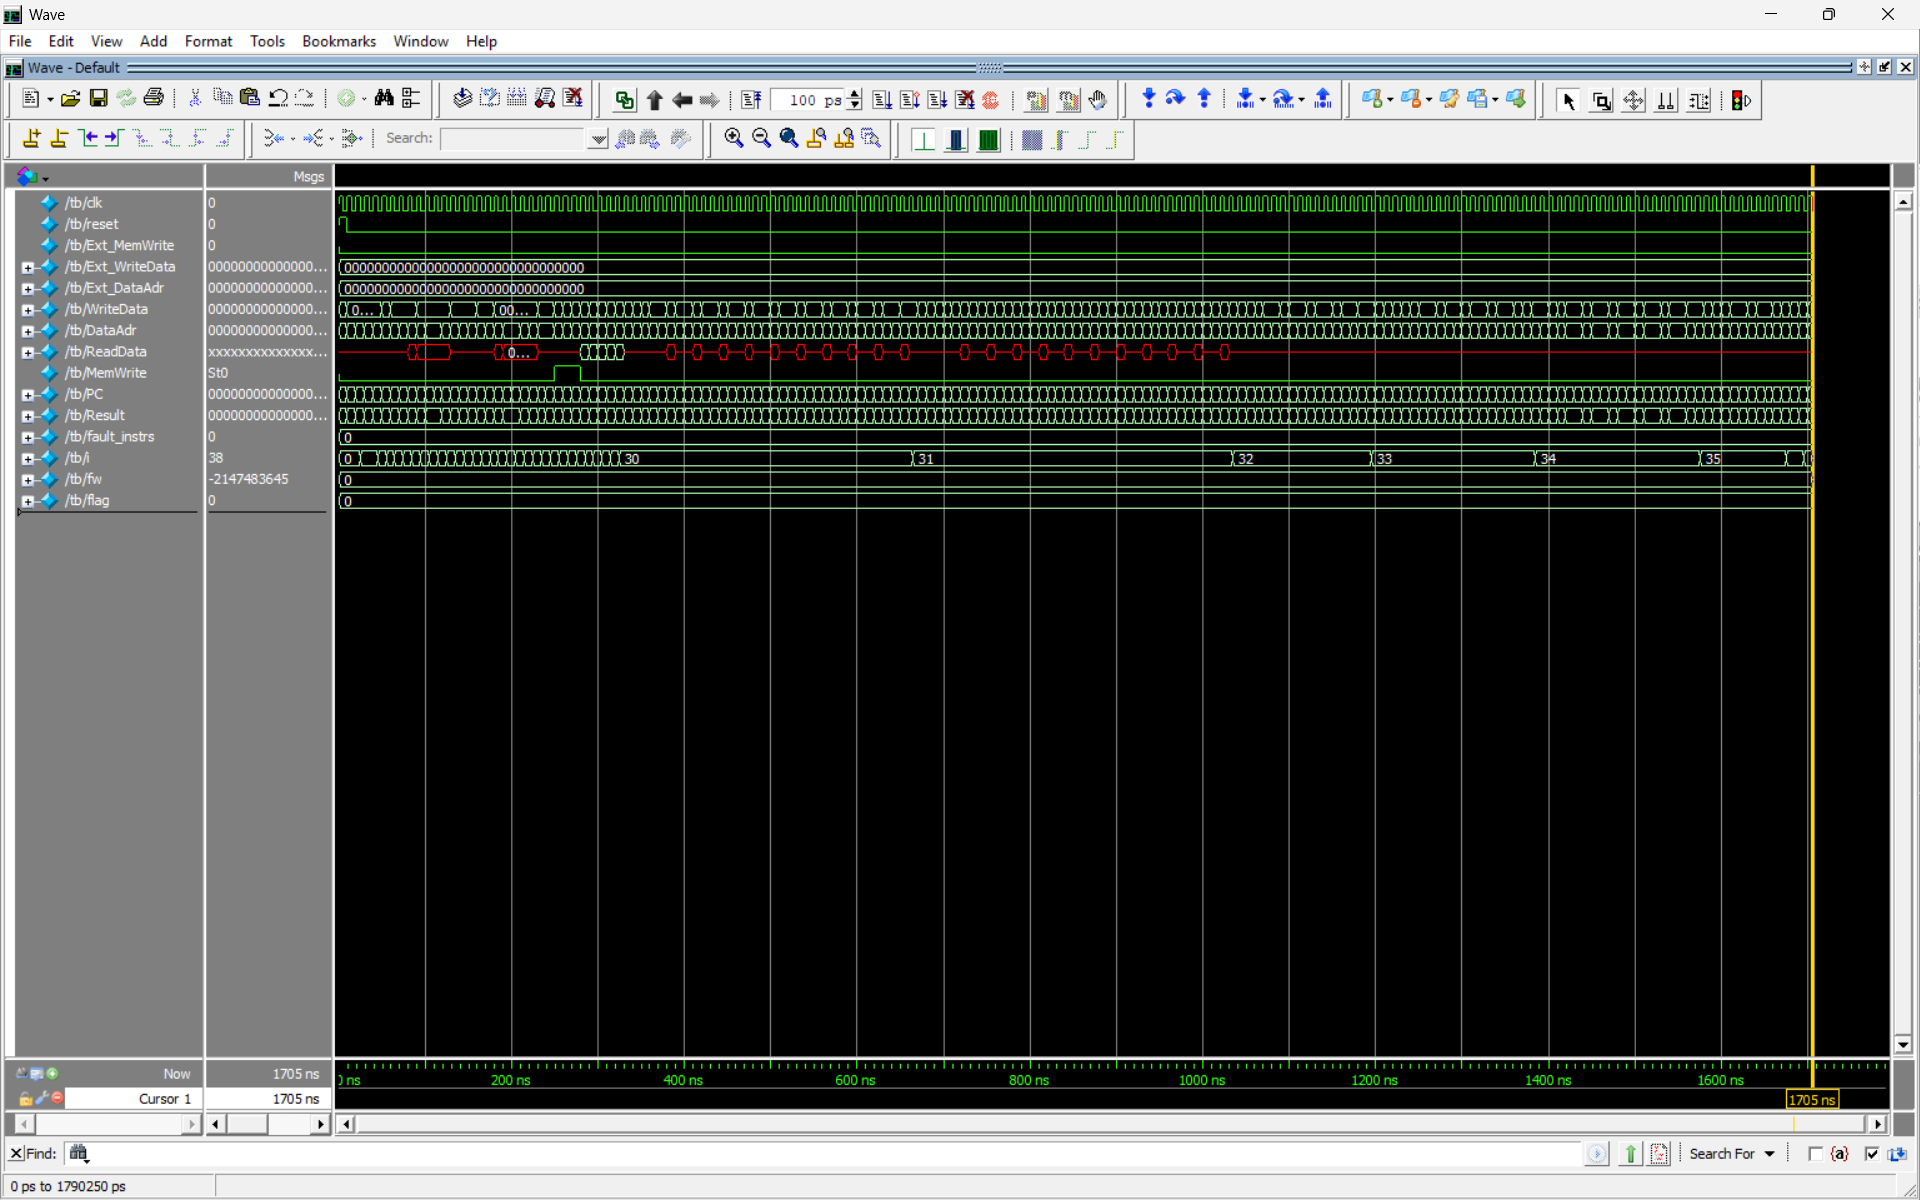 Wave
File Edit View Add Format Tools Bookmarks Window Help
Wave - Default
100 ps
Search:
Msgs
/tb/clk 0
/tb/reset 0
/tb/Ext_MemWrite 0
/tb/Ext_WriteData 00000000000000... 00000000000000000000000000000000
/tb/Ext_DataAdr 00000000000000... 00000000000000000000000000000000
/tb/WriteData 00000000000000... 0... 00...
/tb/DataAdr 00000000000000...
/tb/ReadData xxxxxxxxxxxxxx... 0...
/tb/MemWrite St0
/tb/PC 00000000000000...
/tb/Result 00000000000000...
/tb/fault_instrs 0 0
/tb/i 38 0 30 31 32 33 34 35
/tb/fw -2147483645 0
/tb/flag 0 0
Now 1705 ns
ns 200 ns 400 ns 600 ns 800 ns 1000 ns 1200 ns 1400 ns 1600 ns
Cursor 1 1705 ns 1705 ns
Find: Search For {a}
0 ps to 1790250 ps